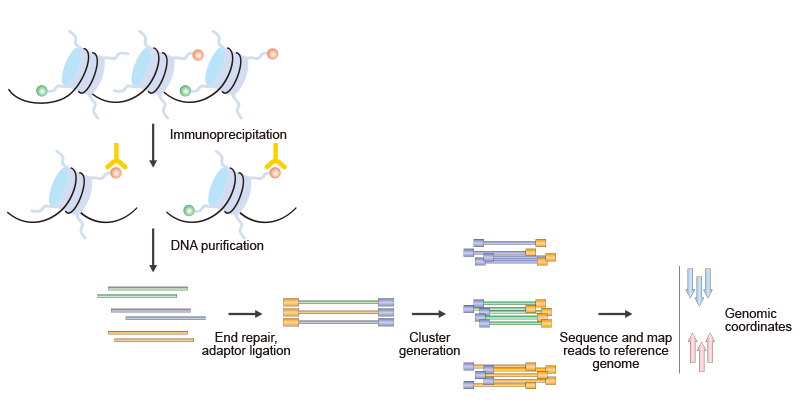 Immunoprecipitation
DNA purification
End repair,
adaptor ligation
Cluster
generation
Sequence and map
reads to reference
genome
Genomic
coordinates